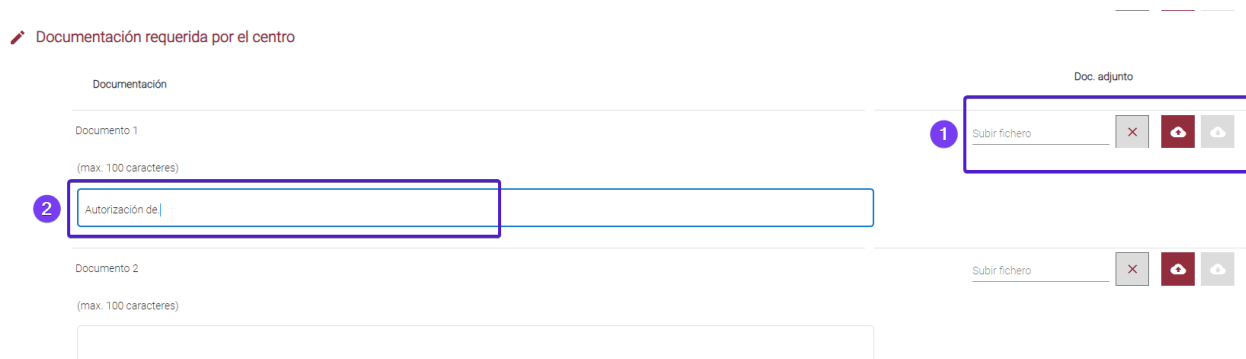 Documentación requerida por el centro
Documentación Doc. adjunto
Documento 1 1 Subir fichero
(max. 100 caracteres)
2 Autorización de
Documento 2 Subir fichero
(max. 100 caracteres)